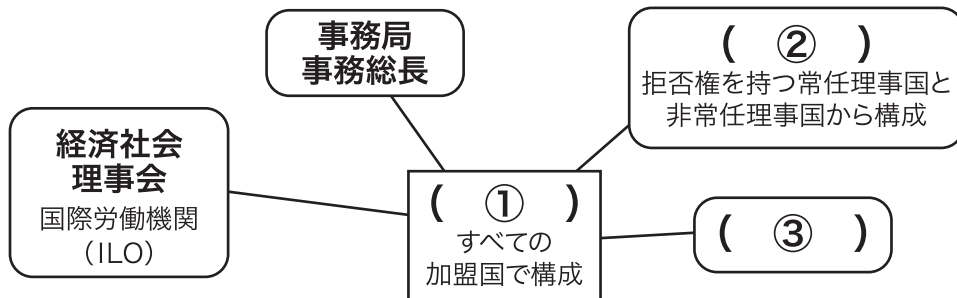 事務局
事務総長
( ② )
拒否権を持つ常任理事国と
非常任理事国から構成
経済社会
理事会
国際労働機関
(ILO)
( ① )
すべての
加盟国で構成
( ③ )